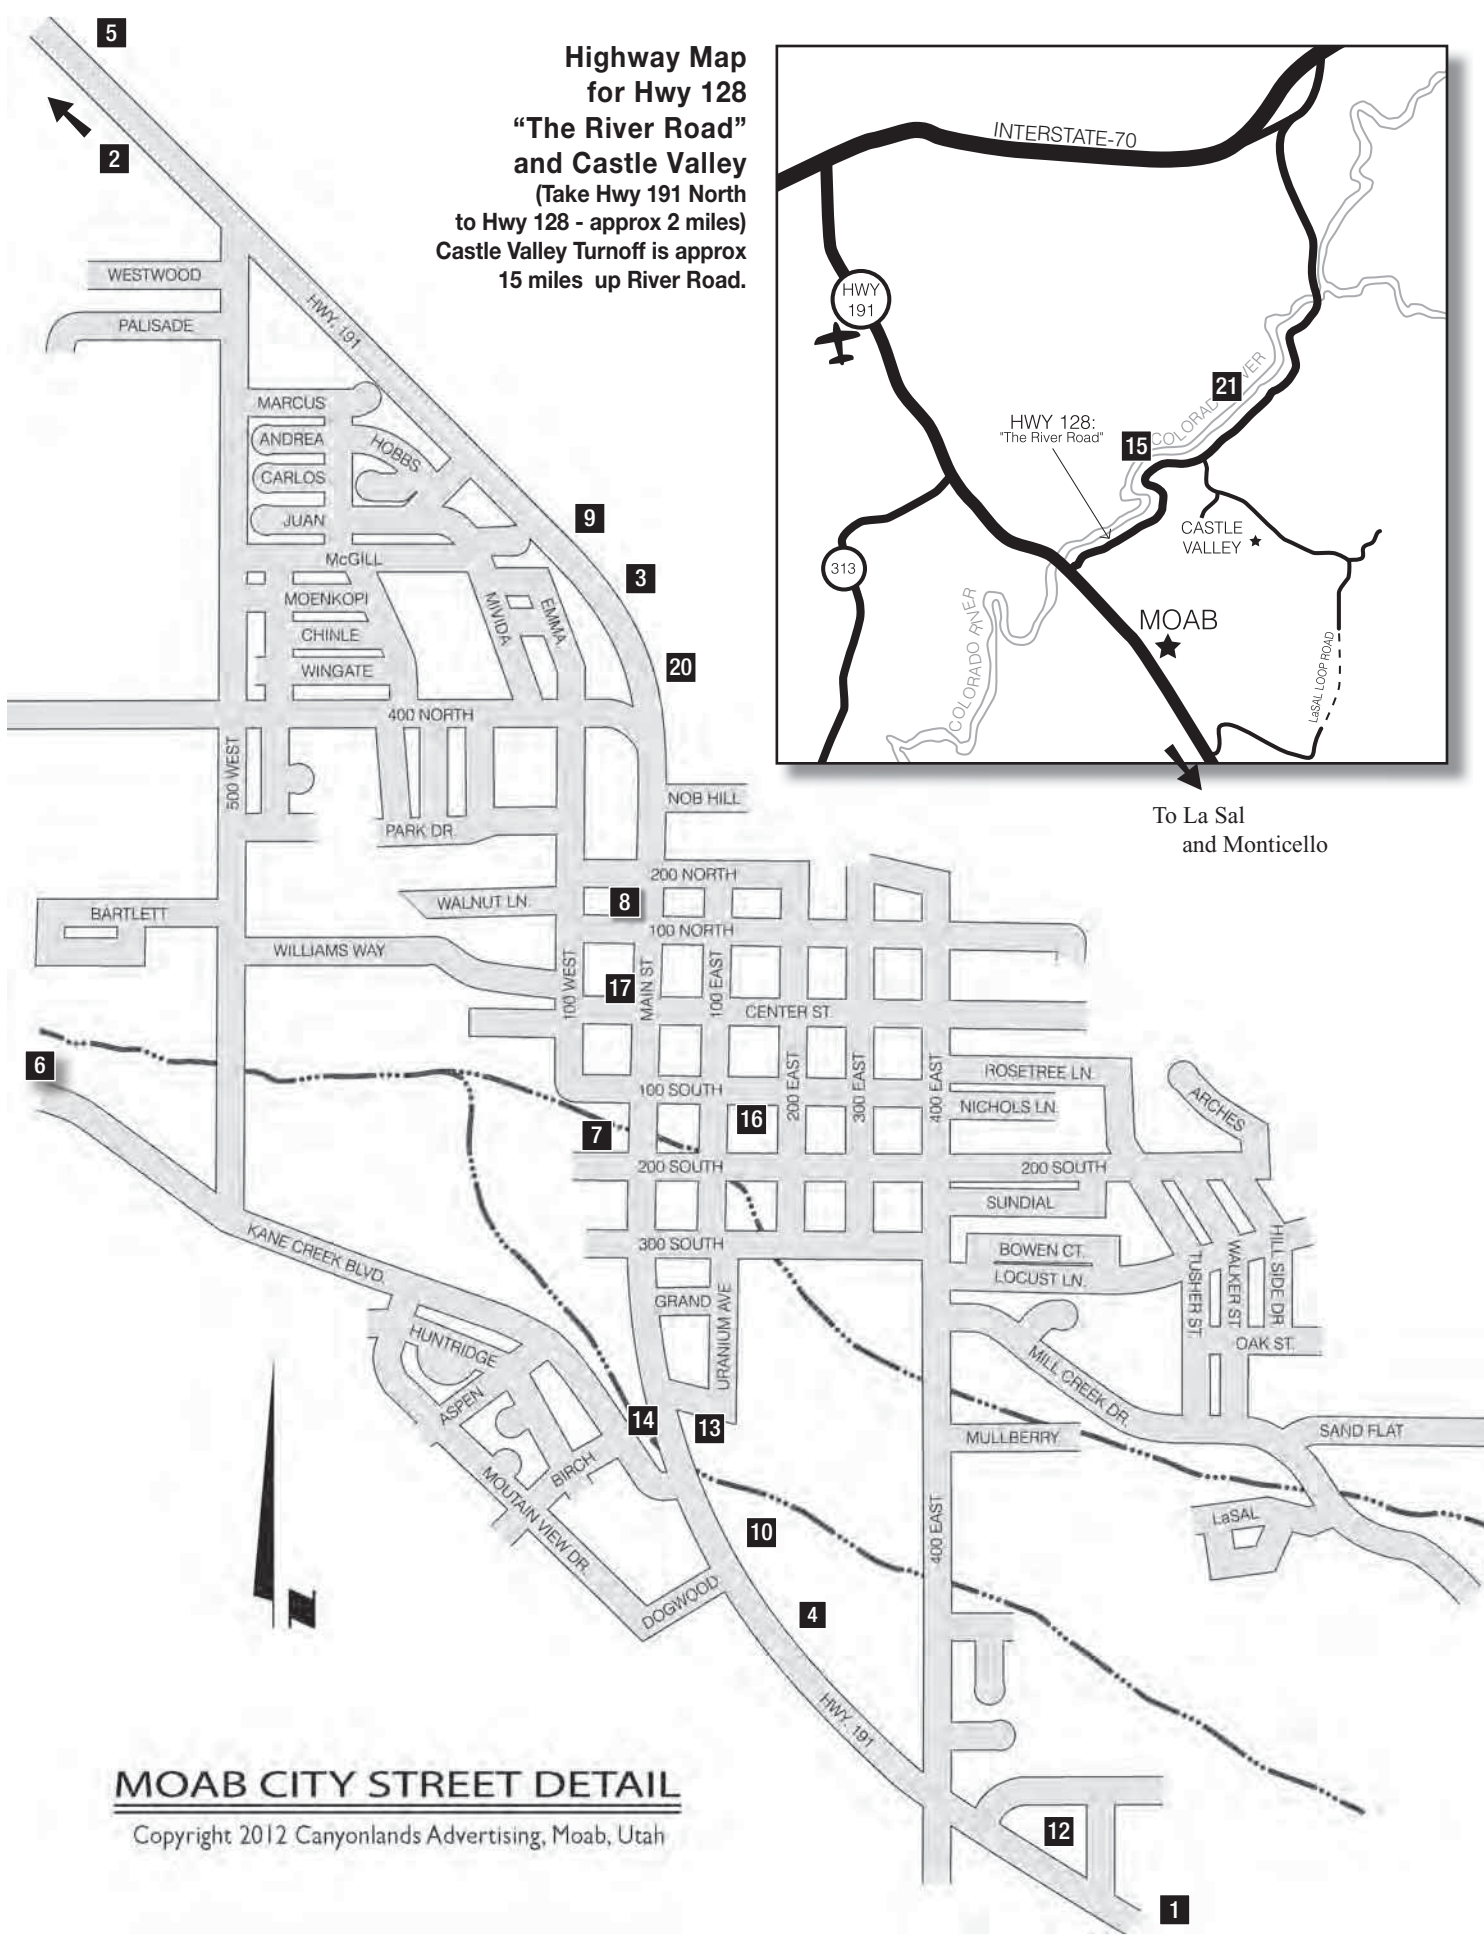 5
2
Highway Map
for Hwy 128
“The River Road”
and Castle Valley
(Take Hwy 191 North
to Hwy 128 - approx 2 miles)
Castle Valley Turnoff is approx
15 miles up River Road.
INTERSTATE-70
HWY
191
21
COLORADO RIVER
HWY 128:
"The River Road"
15
CASTLE
VALLEY
313
MOAB
COLORADO RIVER
LaSAL LOOP ROAD
To La Sal
and Monticello
WESTWOOD
PALISADE
HWY. 191
MARCUS
ANDREA
HOBBS
CARLOS
JUAN
9
McGILL
3
MOENKOPI
MIVIDA
EMMA
CHINLE
WINGATE
20
400 NORTH
500 WEST
NOB HILL
PARK DR.
200 NORTH
8
WALNUT LN.
BARTLETT
100 NORTH
WILLIAMS WAY
100 WEST
17
MAIN ST
100 EAST
CENTER ST.
6
200 EAST
300 EAST
400 EAST
ROSETREE LN.
100 SOUTH
NICHOLS LN.
ARCHES
16
7
200 SOUTH
200 SOUTH
SUNDIAL
KANE CREEK BLVD.
300 SOUTH
BOWEN CT.
LOCUST LN.
TUSHER ST.
WALKER ST.
HILL SIDE DR
GRAND
URANIUM AVE
OAK ST.
HUNTRIDGE
MILL CREEK DR.
ASPEN
14
13
MULLBERRY
SAND FLAT
BIRCH
MOUTAIN VIEW DR.
10
400 EAST
LaSAL
DOGWOOD
4
HWY. 191
MOAB CITY STREET DETAIL
Copyright 2012 Canyonlands Advertising, Moab, Utah
12
1